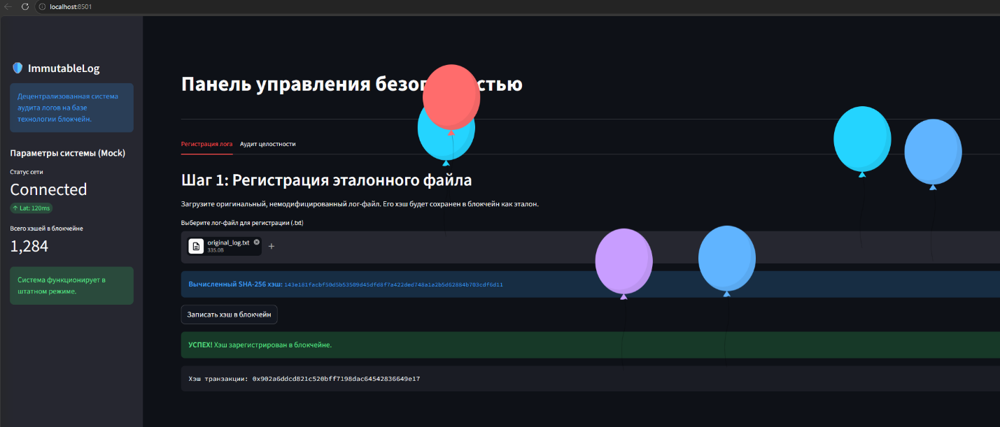 localhost:8501
ImmutableLog
Децентрализованная система
аудита логов на базе
технологии блокчейн.
Параметры системы (Mock)
Статус сети
Connected
↑ Lat: 120ms
Всего хэшей в блокчейне
1,284
Система функционирует в
штатном режиме.
Панель управления безо стью
Регистрация лога Аудит целостности
Шаг 1: Регистрация эталонного файла
Загрузите оригинальный, немодифицированный лог-файл. Его хэш будет сохранен в блокчейн как эталон.
Выберите лог-файл для регистрации (.txt)
original_log.txt
335.0B
Вычисленный SHA-256 хэш: 143e181facbf50d5b53509d45dfd8f7a422ded748a1a2b5d62884b703cdf6d11
Записать хэш в блокчейн
УСПЕХ! Хэш зарегистрирован в блокчейне.
Хэш транзакции: 0x902a6ddcd821c520bff7198dac64542836649e17